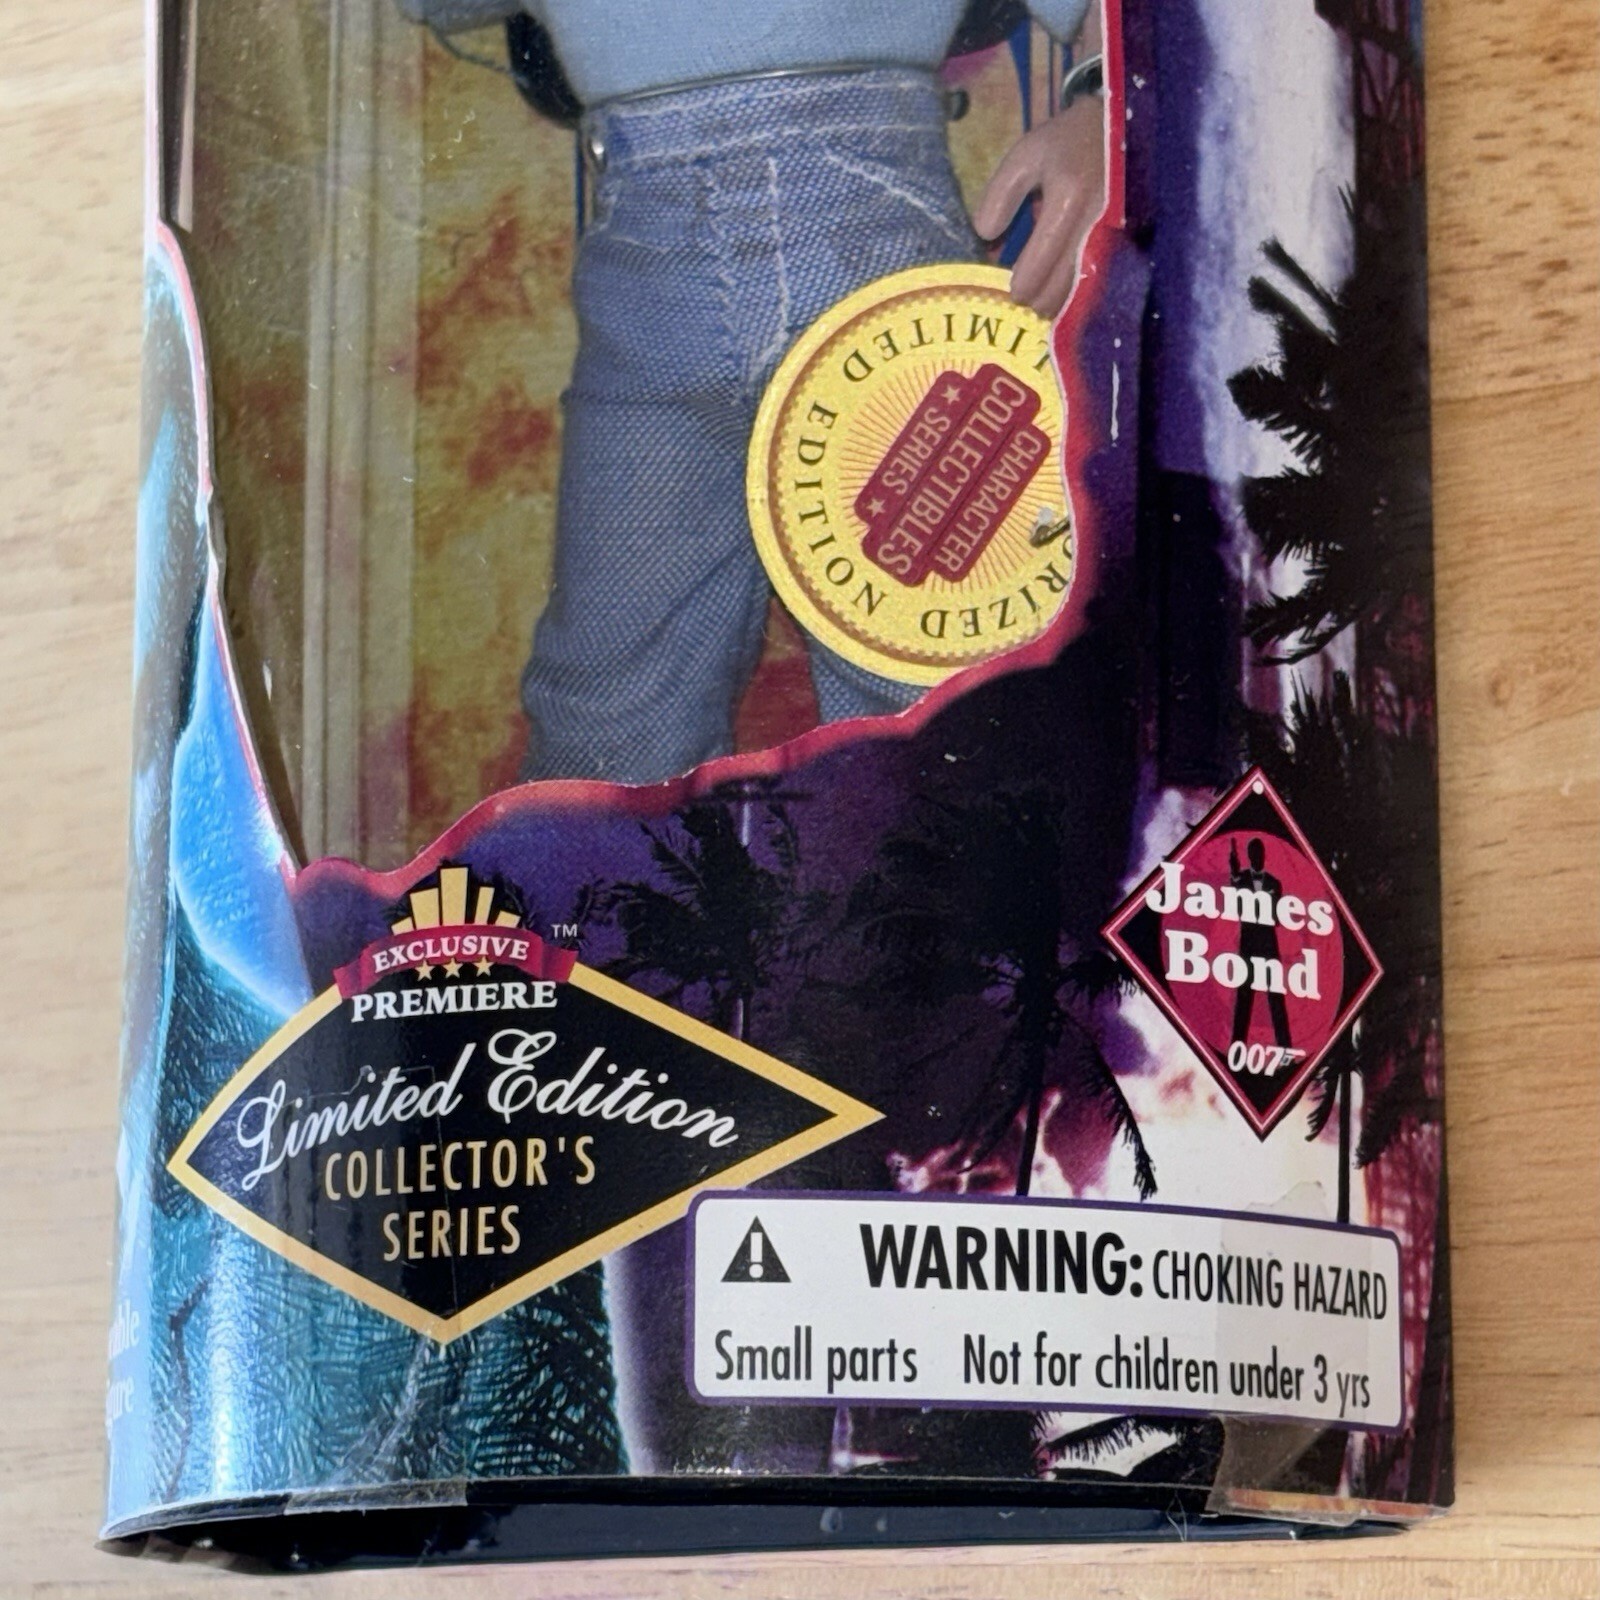 LIMITED EDITION
CHARACTER
COLLECTIBLES
★ SERIES ★
EXCLUSIVE ™
PREMIERE
Limited Edition
COLLECTOR'S
SERIES
James
Bond
007
WARNING: CHOKING HAZARD
Small parts Not for children under 3 yrs